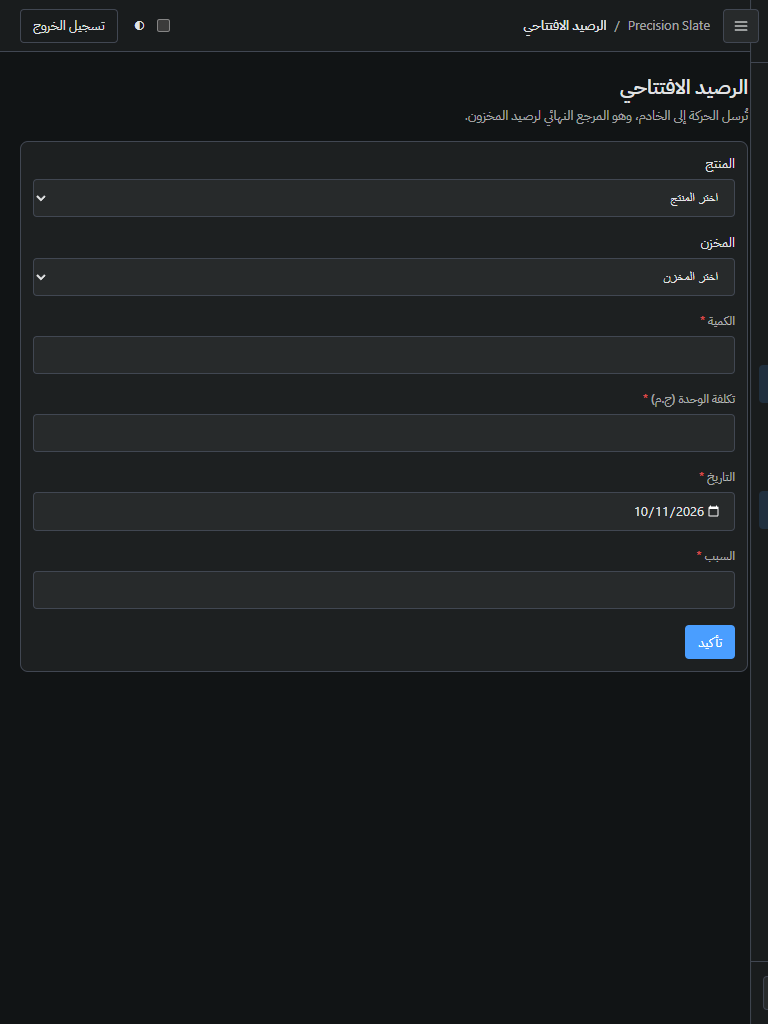 Precision Slate / الرصيد الافتتاحي
تسجيل الخروج
الرصيد الافتتاحي
تُرسل الحركة إلى الخادم، وهو المرجع النهائي لرصيد المخزون.
المنتج
اختر المنتج
المخزن
اختر المخزن
الكمية *
تكلفة الوحدة (ج.م) *
التاريخ *
10/11/2026
السبب *
تأكيد